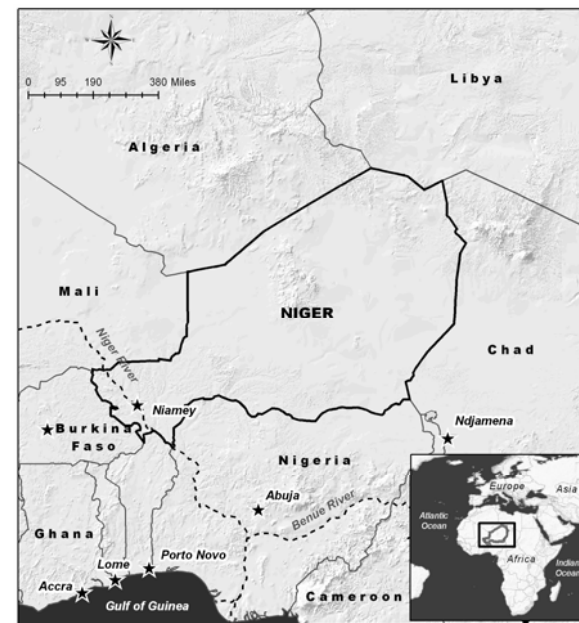 0 95 190 380 Miles
Libya
Algeria
Mali
NIGER
Niger River
Chad
Niamey
Burkina
Faso
Ndjamena
Nigeria
Abuja
Benue River
Ghana
Porto Novo
Lome
Accra
Gulf of Guinea
Cameroon
Europe
Asia
Atlantic
Ocean
Africa
Indian
Ocean